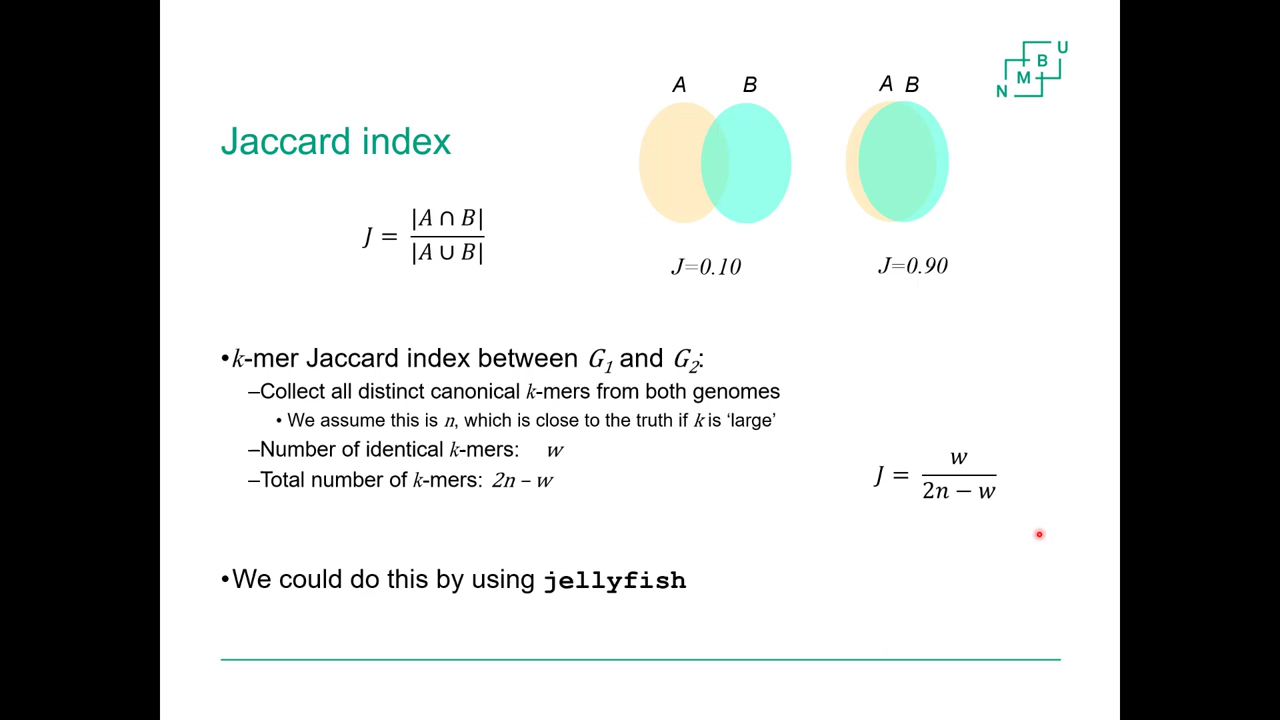 N M B U
A B
A B
Jaccard index
J = |A ∩ B| / |A ∪ B|
J=0.10
J=0.90
•k-mer Jaccard index between G₁ and G₂:
–Collect all distinct canonical k-mers from both genomes
• We assume this is n, which is close to the truth if k is ‘large’
–Number of identical k-mers: w
–Total number of k-mers: 2n – w
J = w / 2n − w
•We could do this by using jellyfish